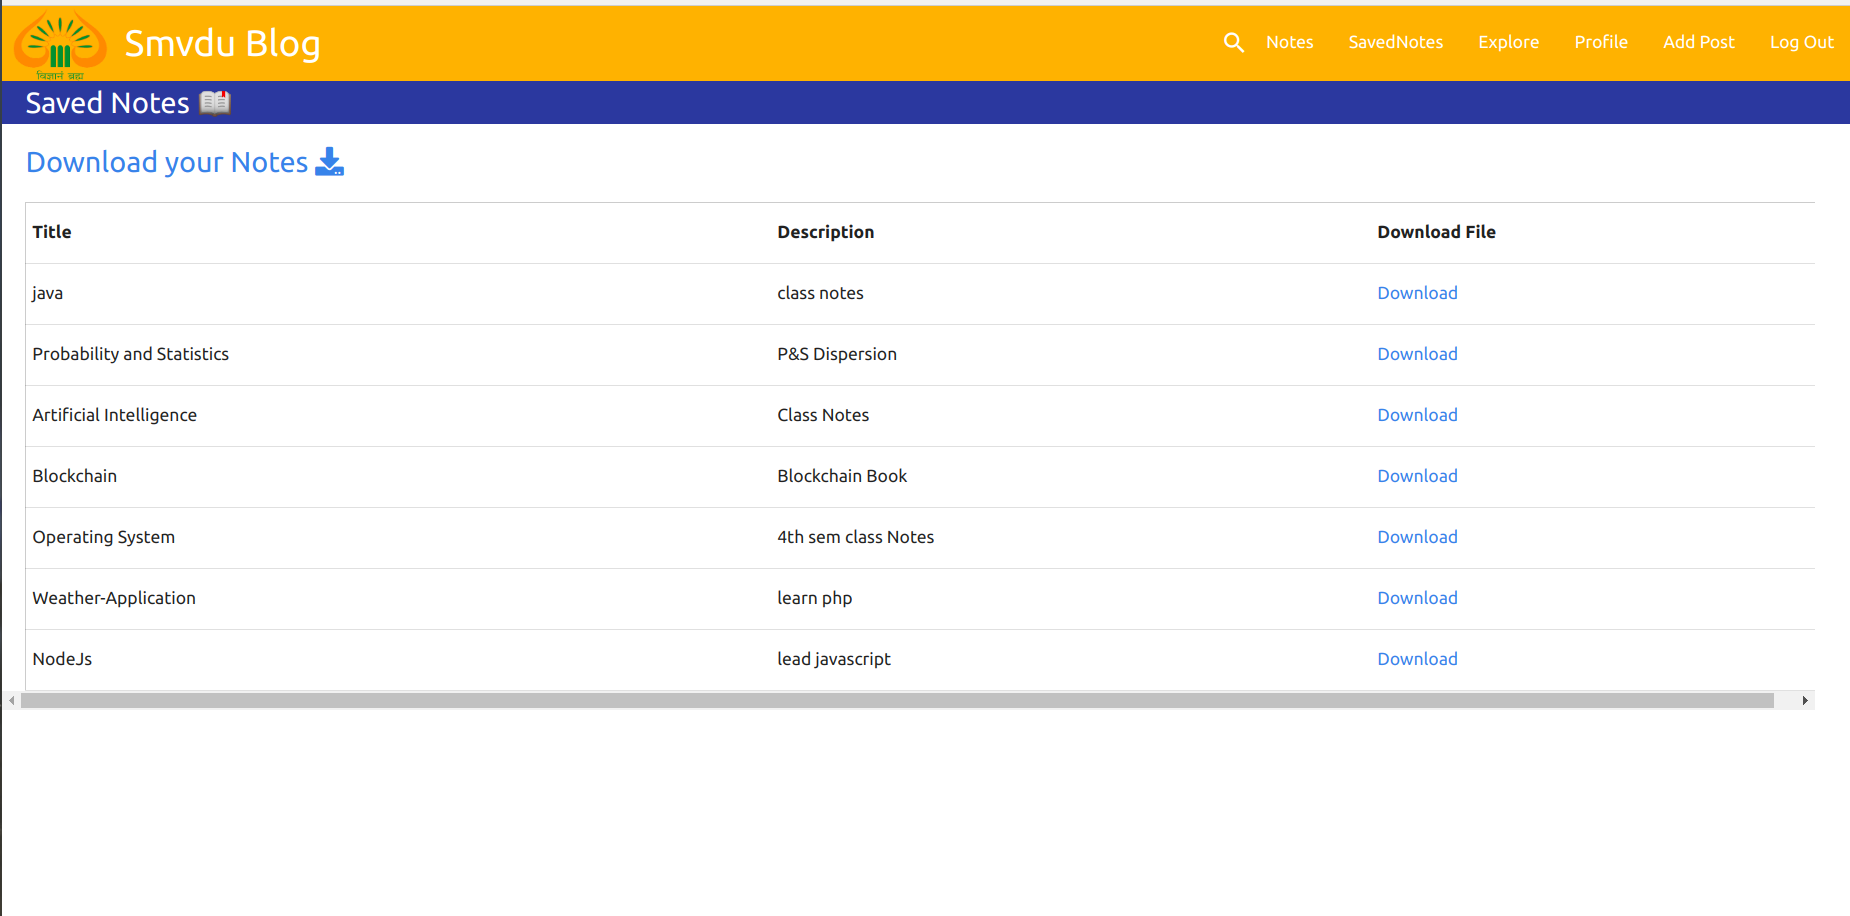 Smvdu Blog
Notes SavedNotes Explore Profile Add Post Log Out
विज्ञानं ब्रह्म
Saved Notes
Download your Notes
Title Description Download File
java class notes Download
Probability and Statistics P&S Dispersion Download
Artificial Intelligence Class Notes Download
Blockchain Blockchain Book Download
Operating System 4th sem class Notes Download
Weather-Application learn php Download
NodeJs lead javascript Download